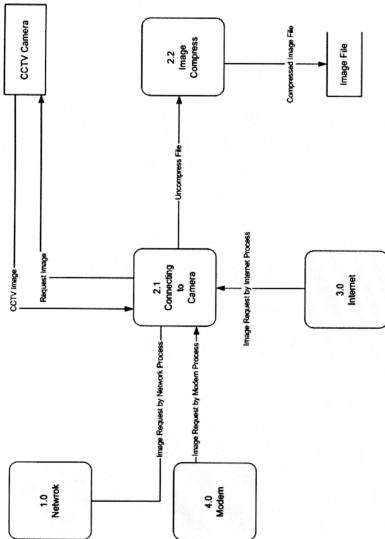 CCTV Camera
2.2
Image
Compress
Compressed Image File
Image File
CCTV Image
Request Image
Uncompress File
2.1
Connecting
to
Camera
Image Request by Network Process
Image Request by Modem Process
Image Request by Internet Process
1.0
Netwrok
4.0
Modem
3.0
Internet